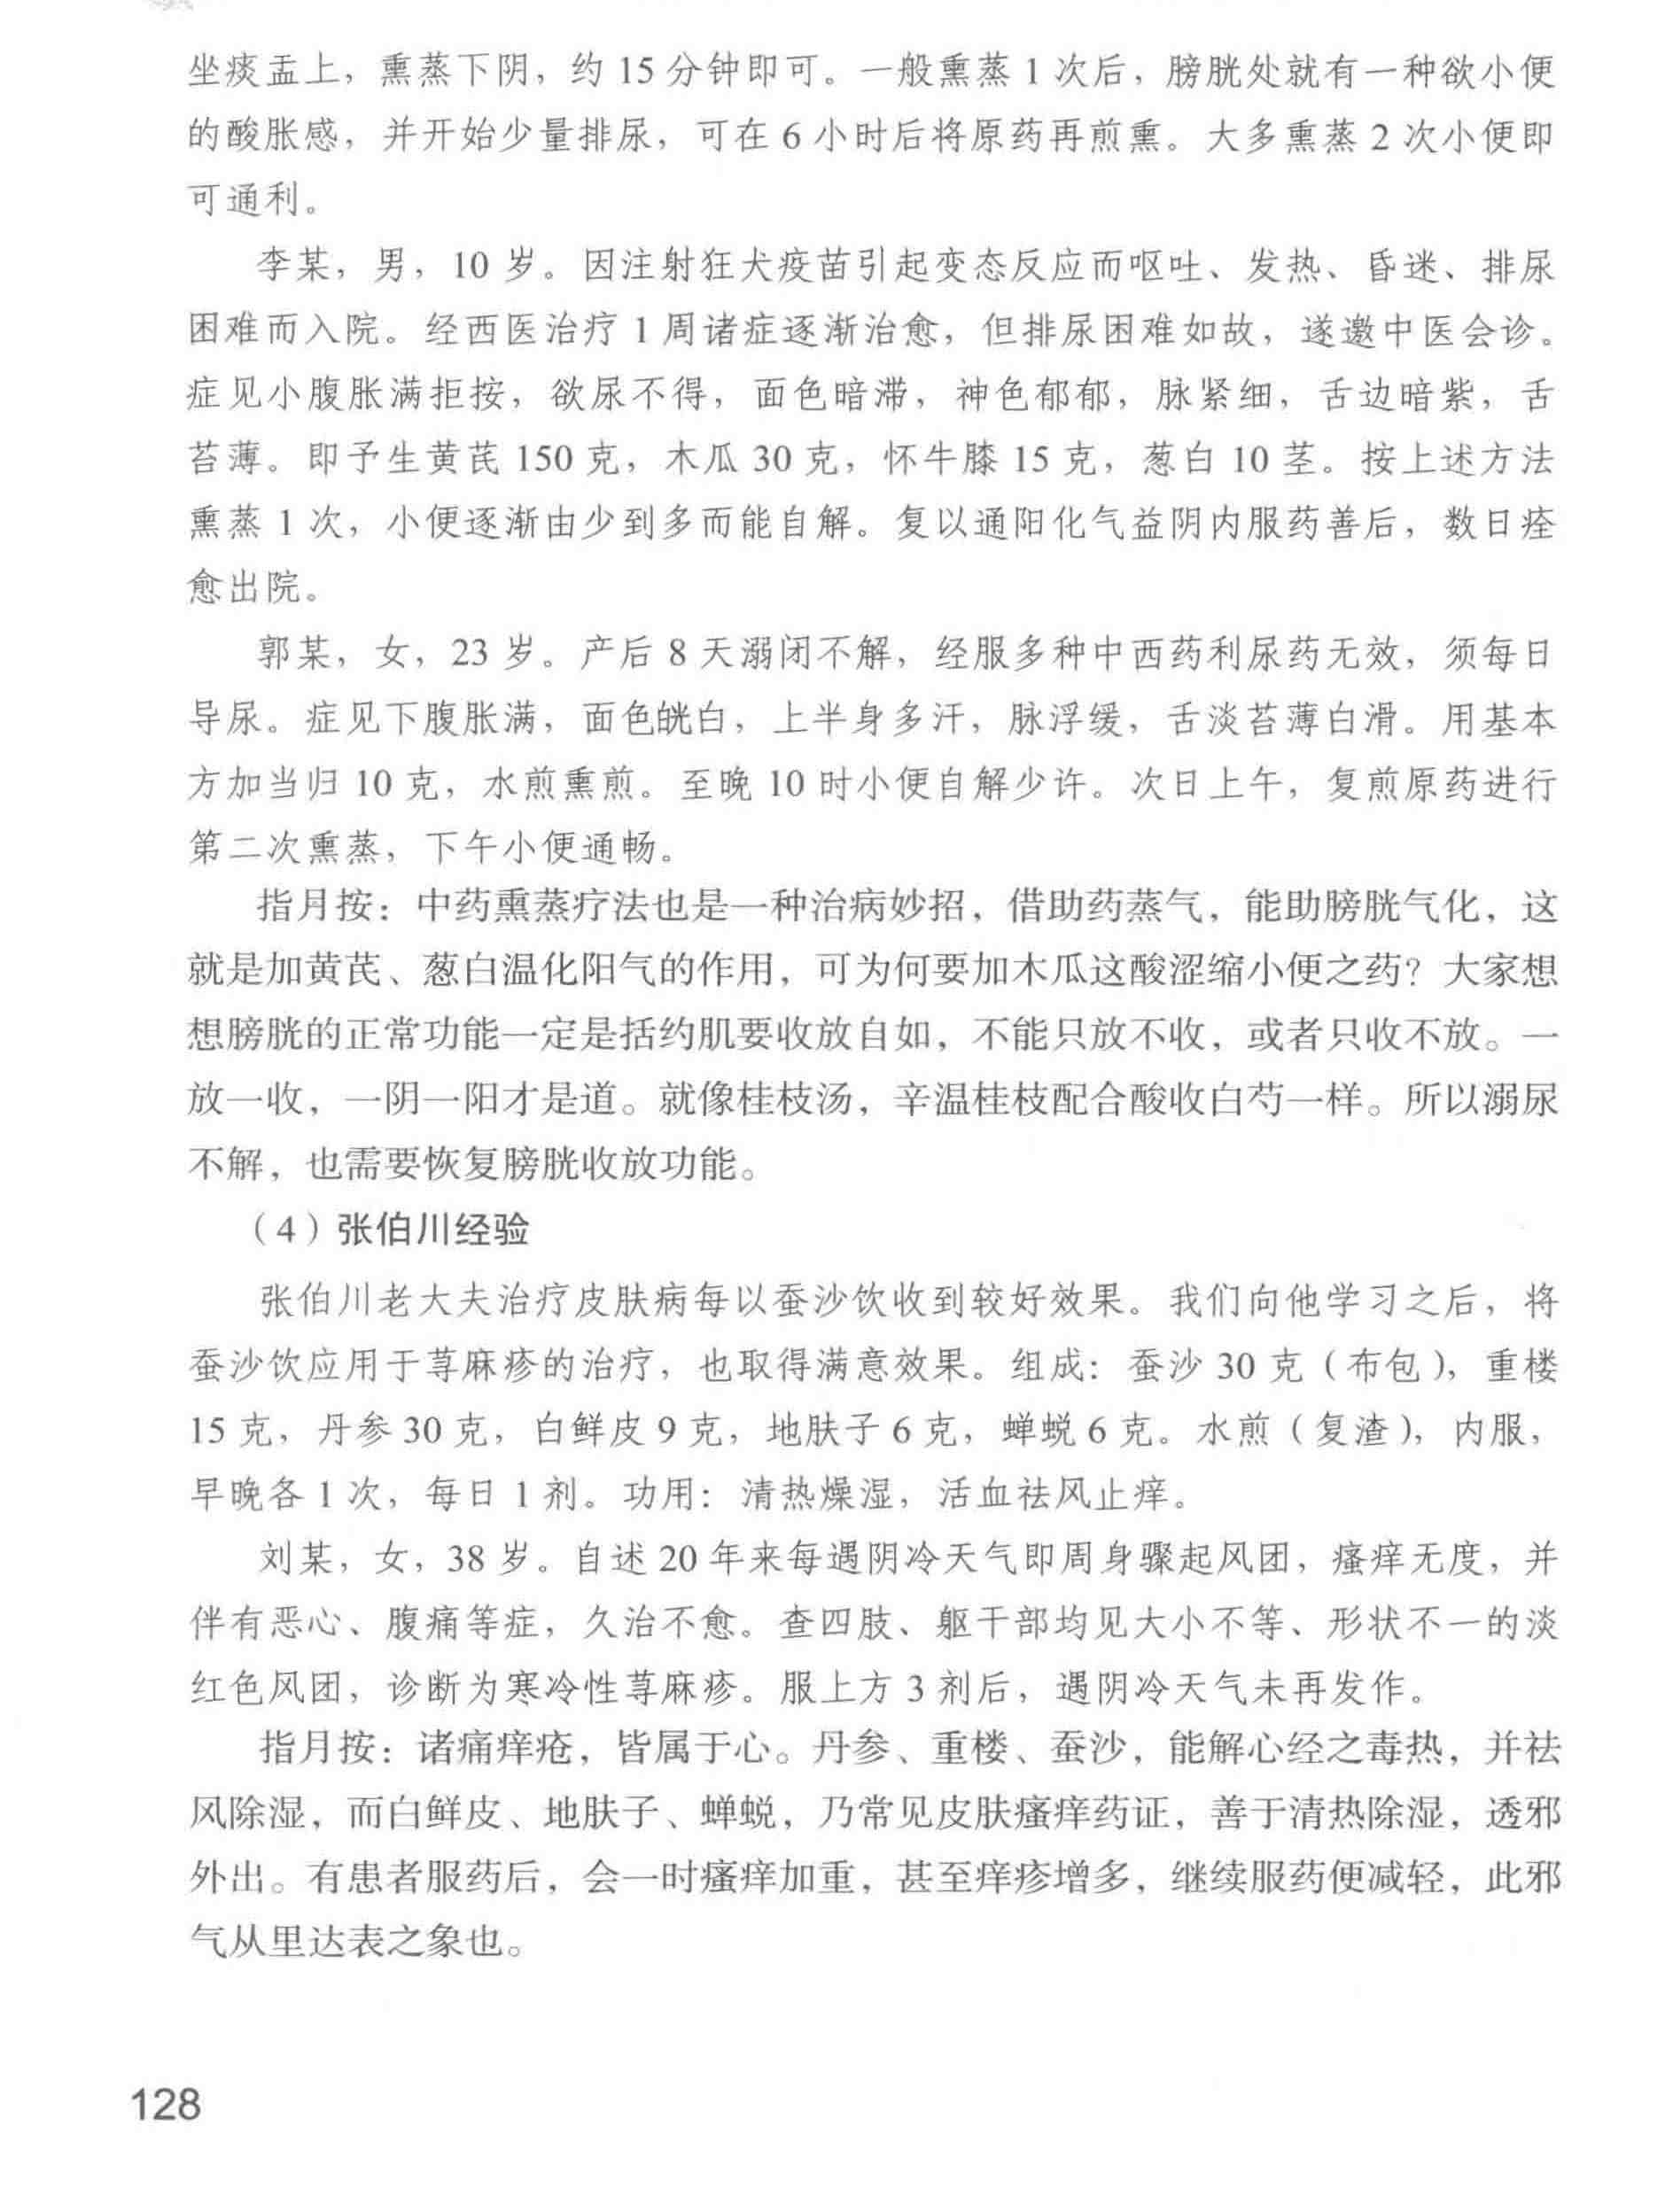 坐痰盂上，熏蒸下阴，约 15 分钟即可。一般熏蒸 1 次后，膀胱处就有一种欲小便
的酸胀感，并开始少量排尿，可在 6 小时后将原药再煎熏。大多熏蒸 2 次小便即
可通利。
李某，男，10 岁。因注射狂犬疫苗引起变态反应而呕吐、发热、昏迷、排尿
困难而入院。经西医治疗 1 周诸症逐渐治愈，但排尿困难如故，遂邀中医会诊。
症见小腹胀满拒按，欲尿不得，面色暗滞，神色郁郁，脉紧细，舌边暗紫，舌
苔薄。即予生黄芪 150 克，木瓜 30 克，怀牛膝 15 克，葱白 10 茎。按上述方法
熏蒸 1 次，小便逐渐由少到多而能自解。复以通阳化气益阴内服药善后，数日痊
愈出院。
郭某，女，23 岁。产后 8 天溺闭不解，经服多种中西药利尿药无效，须每日
导尿。症见下腹胀满，面色㿠白，上半身多汗，脉浮缓，舌淡苔薄白滑。用基本
方加当归 10 克，水煎熏煎。至晚 10 时小便自解少许。次日上午，复煎原药进行
第二次熏蒸，下午小便通畅。
指月按：中药熏蒸疗法也是一种治病妙招，借助药蒸气，能助膀胱气化，这
就是加黄芪、葱白温化阳气的作用，可为何要加木瓜这酸涩缩小便之药？大家想
想膀胱的正常功能一定是括约肌要收放自如，不能只放不收，或者只收不放。一
放一收，一阴一阳才是道。就像桂枝汤，辛温桂枝配合酸收白芍一样。所以溺尿
不解，也需要恢复膀胱收放功能。
（4）张伯川经验
张伯川老大夫治疗皮肤病每以蚕沙饮收到较好效果。我们向他学习之后，将
蚕沙饮应用于荨麻疹的治疗，也取得满意效果。组成：蚕沙 30 克（布包），重楼
15 克，丹参 30 克，白鲜皮 9 克，地肤子 6 克，蝉蜕 6 克。水煎（复渣），内服，
早晚各 1 次，每日 1 剂。功用：清热燥湿，活血祛风止痒。
刘某，女，38 岁。自述 20 年来每遇阴冷天气即周身骤起风团，瘙痒无度，并
伴有恶心、腹痛等症，久治不愈。查四肢、躯干部均见大小不等、形状不一的淡
红色风团，诊断为寒冷性荨麻疹。服上方 3 剂后，遇阴冷天气未再发作。
指月按：诸痛痒疮，皆属于心。丹参、重楼、蚕沙，能解心经之毒热，并祛
风除湿，而白鲜皮、地肤子、蝉蜕，乃常见皮肤瘙痒药证，善于清热除湿，透邪
外出。有患者服药后，会一时瘙痒加重，甚至痒疹增多，继续服药便减轻，此邪
气从里达表之象也。
128